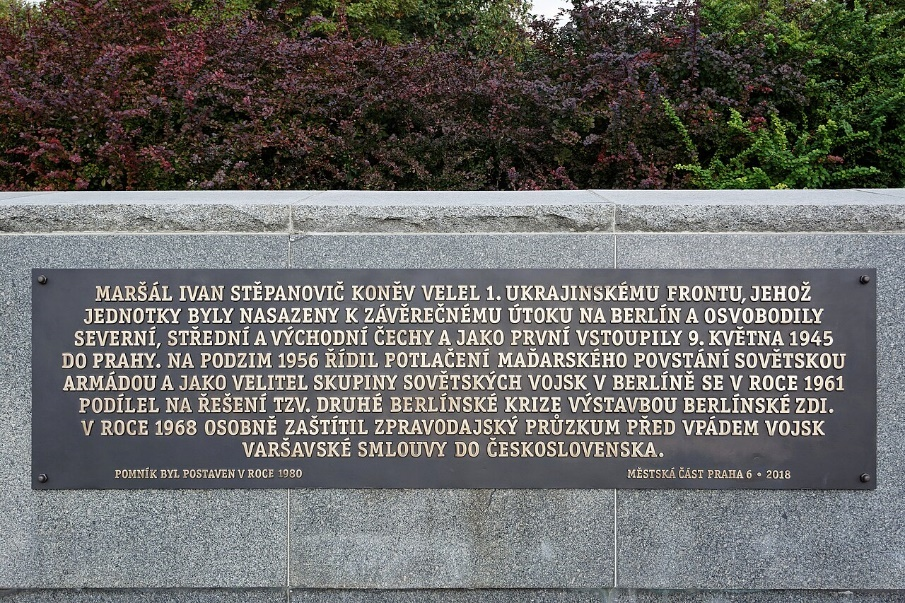 MARŠÁL IVAN STĚPANOVIČ KONĚV VELEL 1. UKRAJINSKÉMU FRONTU, JEHOŽ
JEDNOTKY BYLY NASAZENY K ZÁVĚREČNÉMU ÚTOKU NA BERLÍN A OSVOBODILY
SEVERNÍ, STŘEDNÍ A VÝCHODNÍ ČECHY A JAKO PRVNÍ VSTOUPILY 9. KVĚTNA 1945
DO PRAHY. NA PODZIM 1956 ŘÍDIL POTLAČENÍ MAĎARSKÉHO POVSTÁNÍ SOVĚTSKOU
ARMÁDOU A JAKO VELITEL SKUPINY SOVĚTSKÝCH VOJSK V BERLÍNĚ SE V ROCE 1961
PODÍLEL NA ŘEŠENÍ TZV. DRUHÉ BERLÍNSKÉ KRIZE VÝSTAVBOU BERLÍNSKÉ ZDI.
V ROCE 1968 OSOBNĚ ZAŠTÍTIL ZPRAVODAJSKÝ PRŮZKUM PŘED VPÁDEM VOJSK
VARŠAVSKÉ SMLOUVY DO ČESKOSLOVENSKA.
POMNÍK BYL POSTAVEN V ROCE 1980
MĚSTSKÁ ČÁST PRAHA 6 • 2018